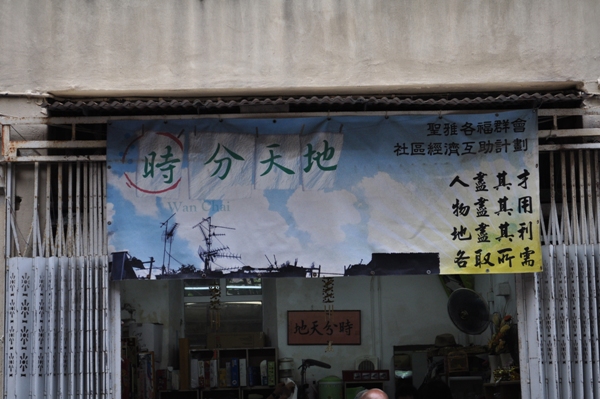 時分天地
Wan Chai
聖雅各福群會
社區經濟互助計劃
人盡其才
物盡其用
地盡其利
各取所需
時分天地